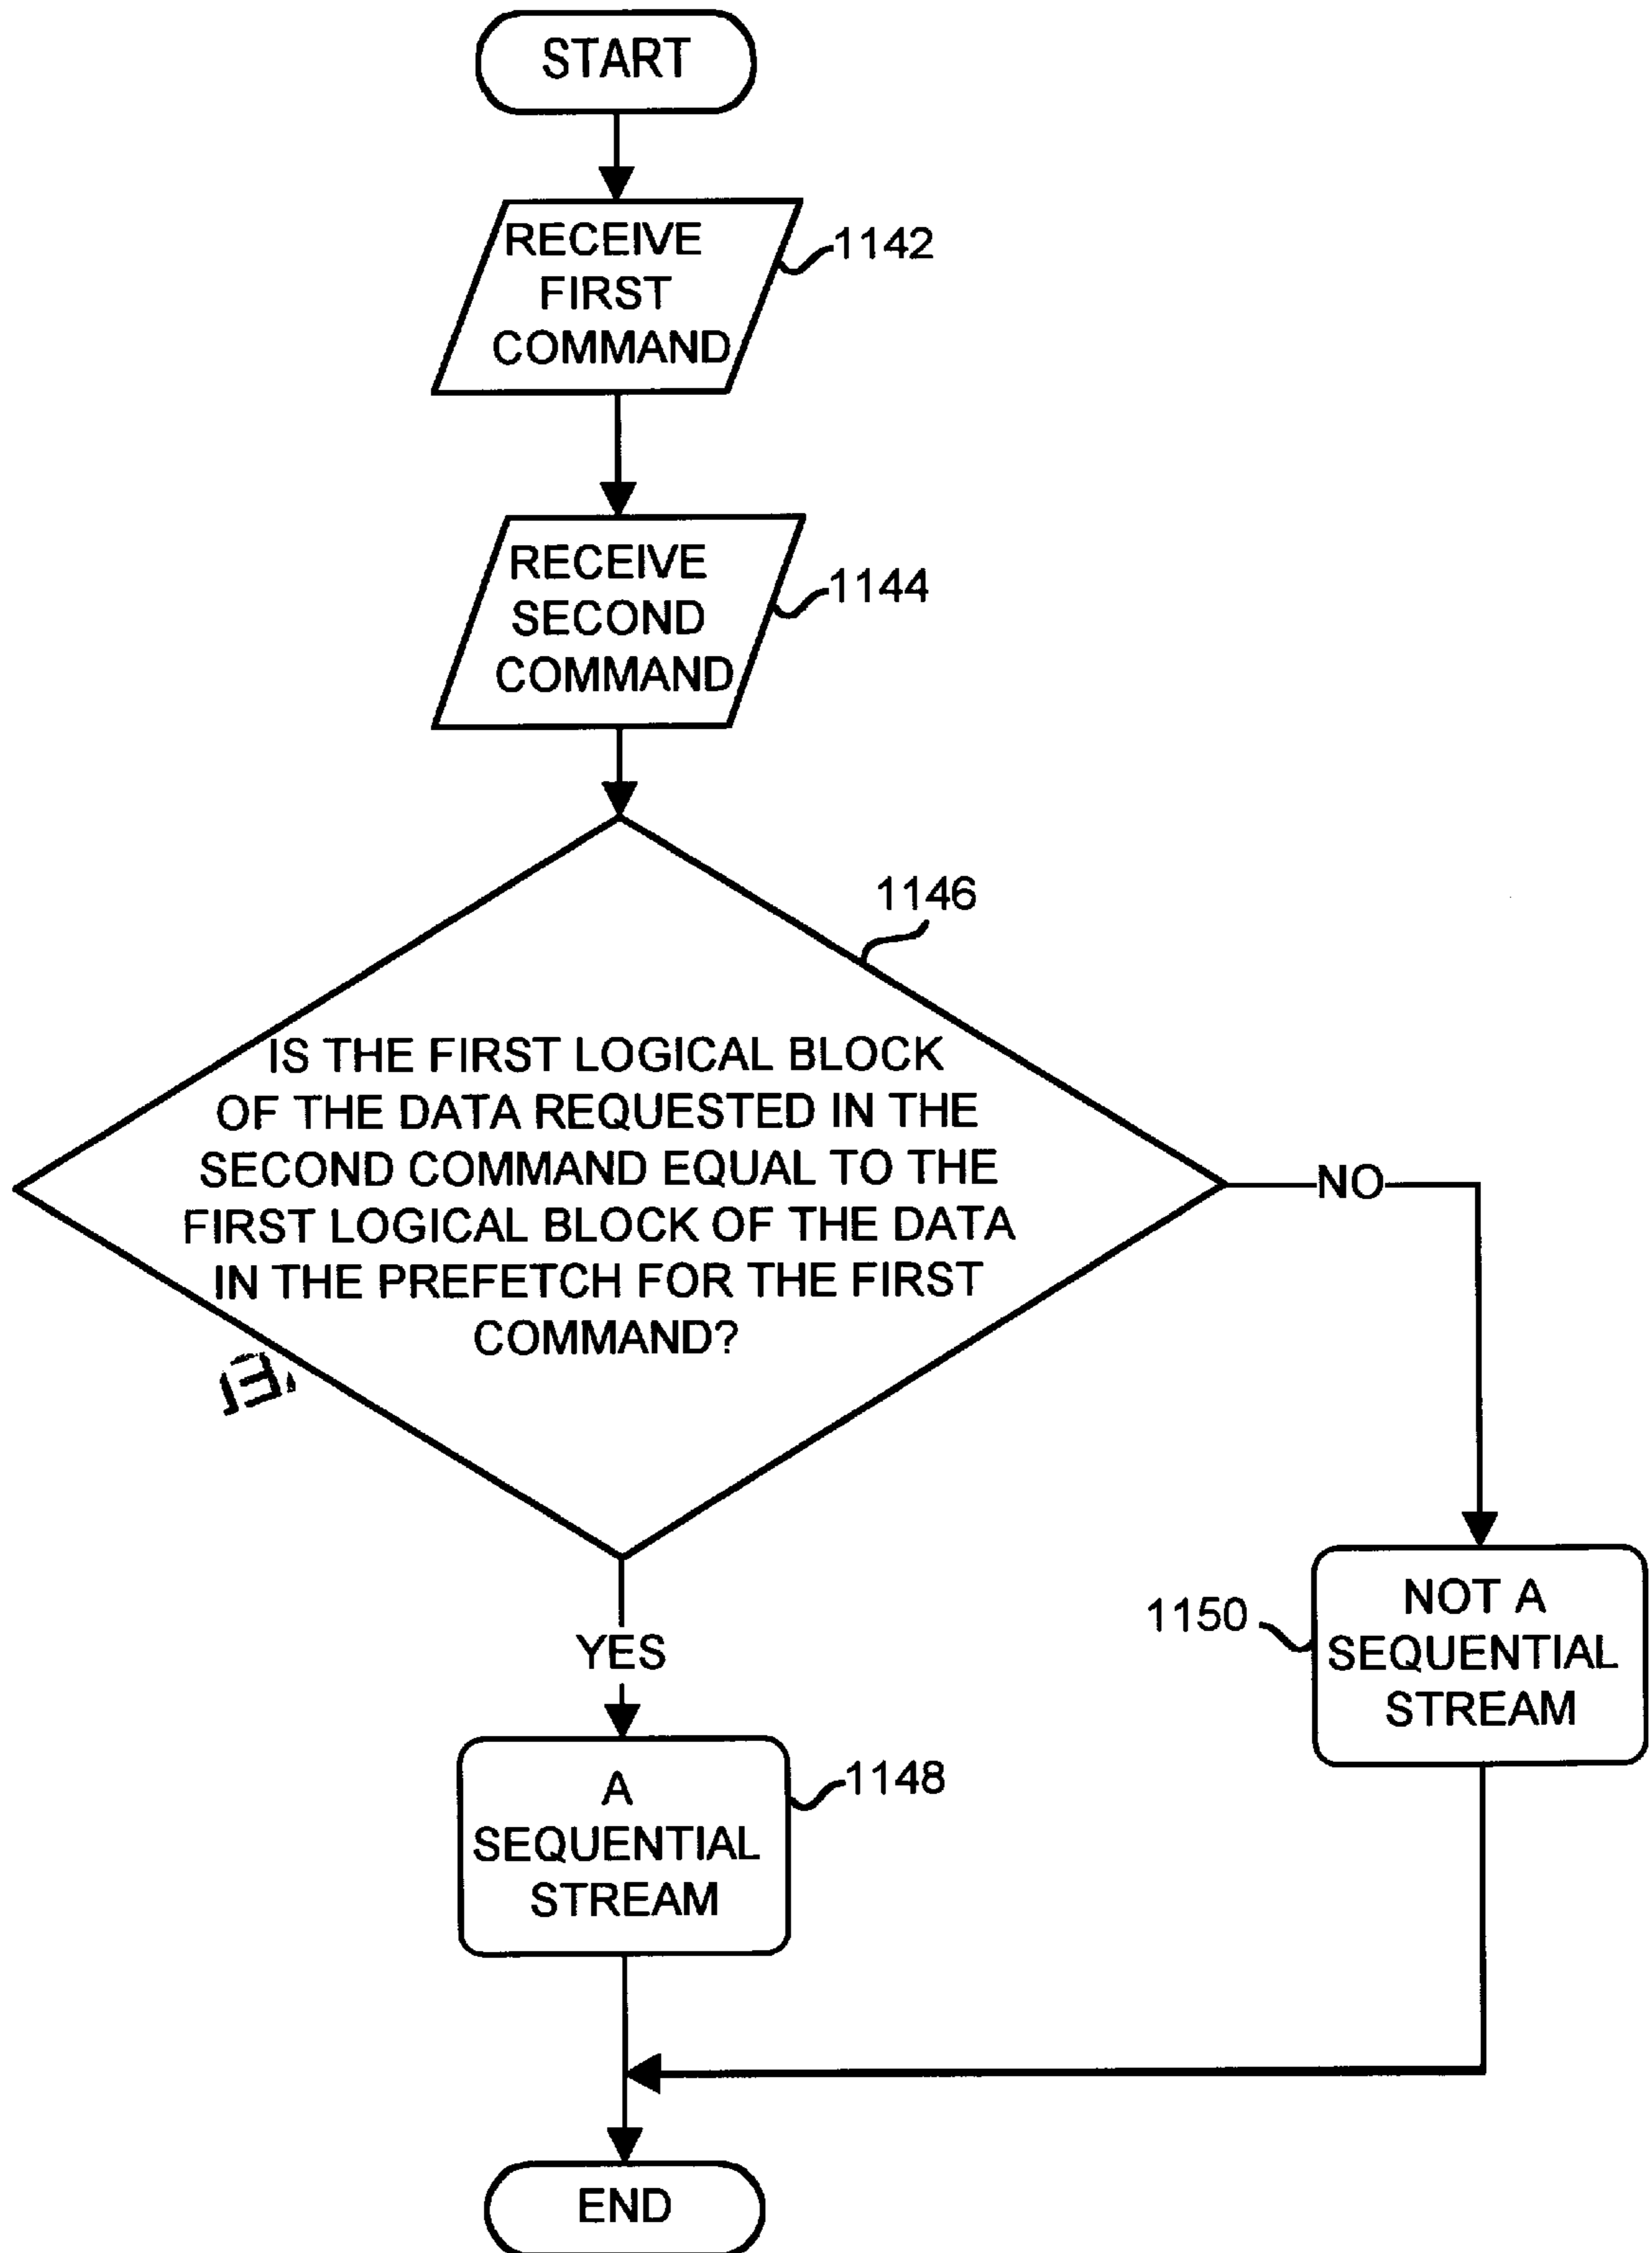 START
RECEIVE
FIRST
COMMAND
1142
RECEIVE
SECOND
COMMAND
1144
1146
IS THE FIRST LOGICAL BLOCK
OF THE DATA REQUESTED IN THE
SECOND COMMAND EQUAL TO THE
FIRST LOGICAL BLOCK OF THE DATA
IN THE PREFETCH FOR THE FIRST
COMMAND?
NO
YES
NOT A
SEQUENTIAL
STREAM
1150
A
SEQUENTIAL
STREAM
1148
END